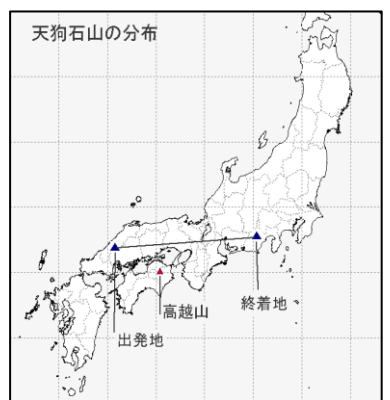 天狗石山の分布
高越山
終着地
出発地